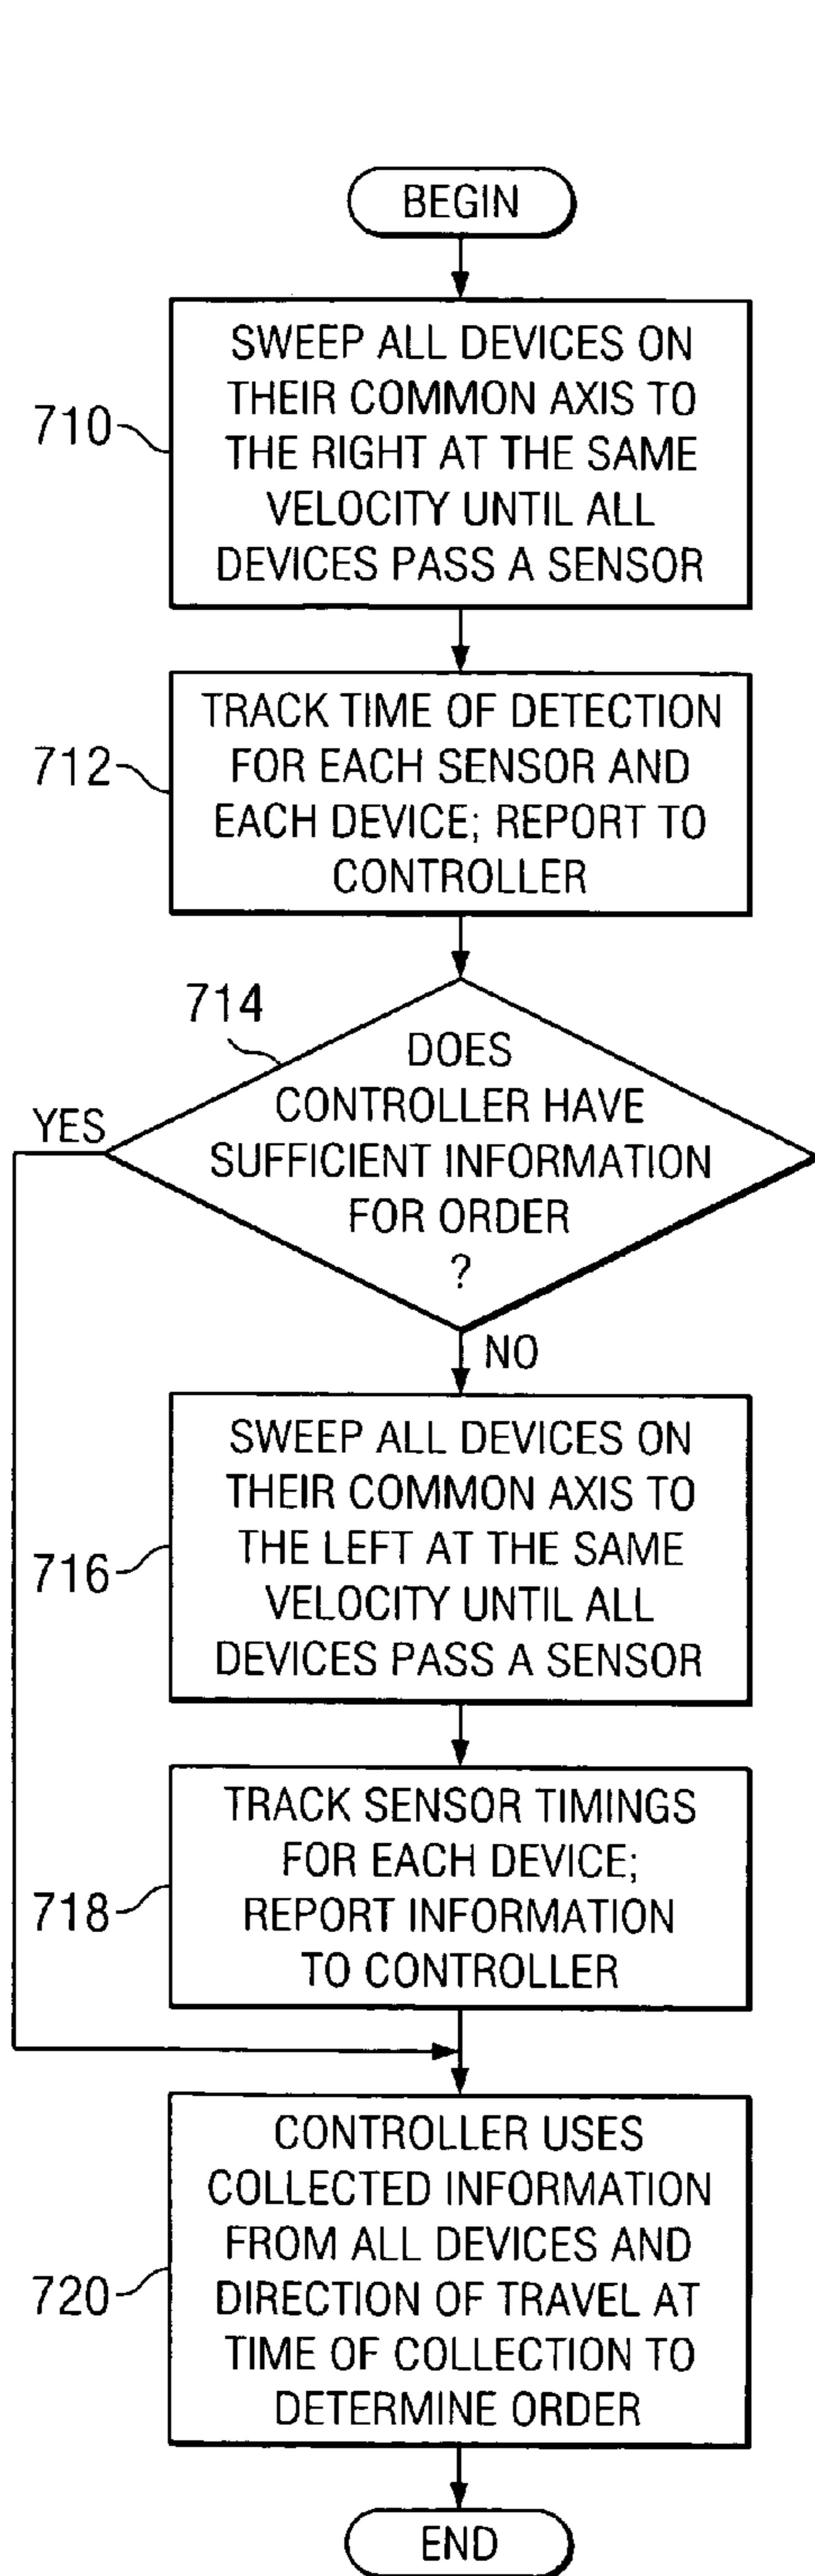 BEGIN
710
SWEEP ALL DEVICES ON
THEIR COMMON AXIS TO
THE RIGHT AT THE SAME
VELOCITY UNTIL ALL
DEVICES PASS A SENSOR
712
TRACK TIME OF DETECTION
FOR EACH SENSOR AND
EACH DEVICE; REPORT TO
CONTROLLER
714
DOES
CONTROLLER HAVE
SUFFICIENT INFORMATION
FOR ORDER
?
YES
NO
716
SWEEP ALL DEVICES ON
THEIR COMMON AXIS TO
THE LEFT AT THE SAME
VELOCITY UNTIL ALL
DEVICES PASS A SENSOR
718
TRACK SENSOR TIMINGS
FOR EACH DEVICE;
REPORT INFORMATION
TO CONTROLLER
720
CONTROLLER USES
COLLECTED INFORMATION
FROM ALL DEVICES AND
DIRECTION OF TRAVEL AT
TIME OF COLLECTION TO
DETERMINE ORDER
END